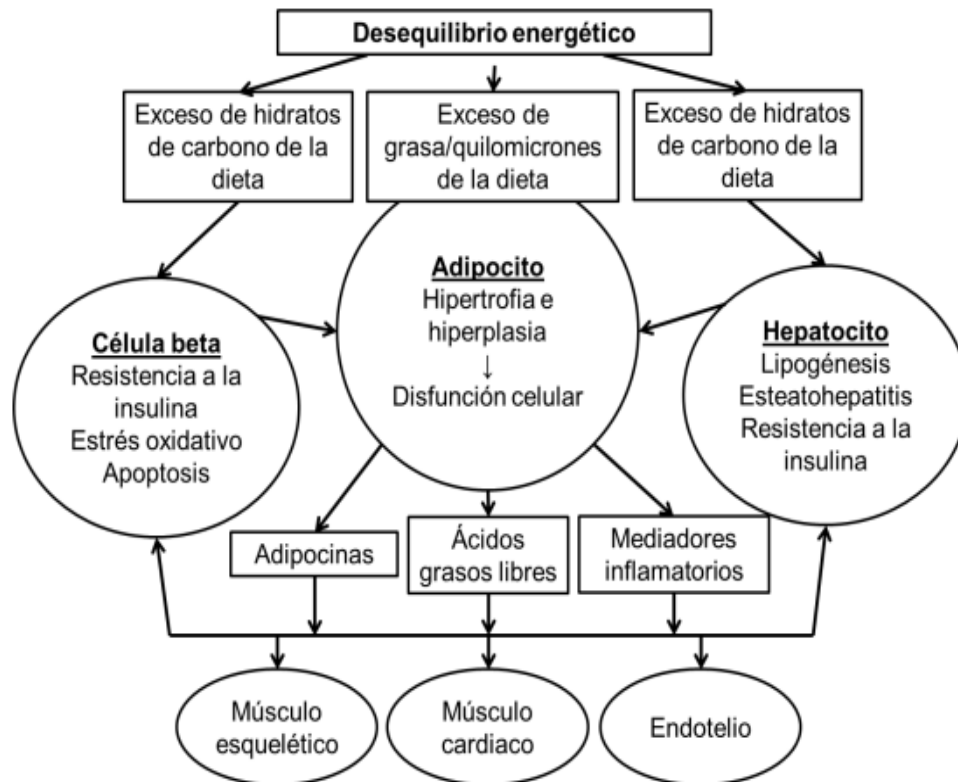 Desequilibrio energético
Exceso de hidratos
de carbono de la
dieta
Exceso de
grasa/quilomicrones
de la dieta
Exceso de hidratos
de carbono de la
dieta
Célula beta
Resistencia a la
insulina
Estrés oxidativo
Apoptosis
Adipocito
Hipertrofia e
hiperplasia
↓
Disfunción celular
Hepatocito
Lipogénesis
Esteatohepatitis
Resistencia a la
insulina
Adipocinas
Ácidos
grasos libres
Mediadores
inflamatorios
Músculo
esquelético
Músculo
cardiaco
Endotelio